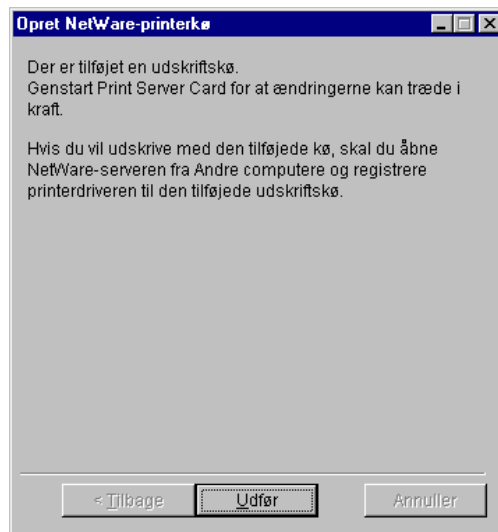 Opret NetWare-printerkø
Der er tilføjet en udskriftskø.
Genstart Print Server Card for at ændringerne kan træde i
kraft.
Hvis du vil udskrive med den tilføjede kø, skal du åbne
NetWare-serveren fra Andre computere og registrere
printerdriveren til den tilføjede udskriftskø.
< Tilbage Udfør Annuller